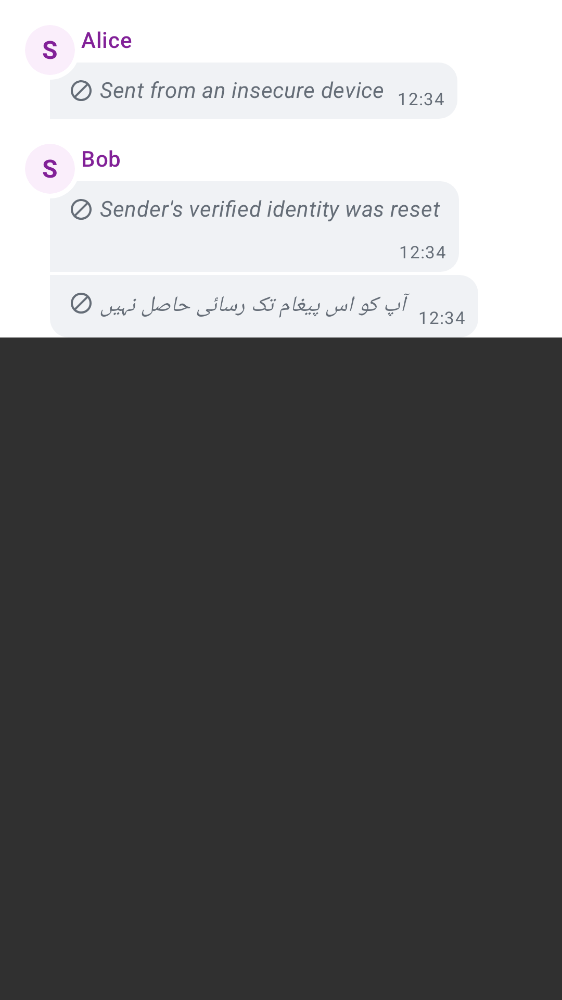 S
Alice
Sent from an insecure device 12:34
S
Bob
Sender's verified identity was reset
12:34
آپ کو اس پیغام تک رسائی حاصل نہیں 12:34